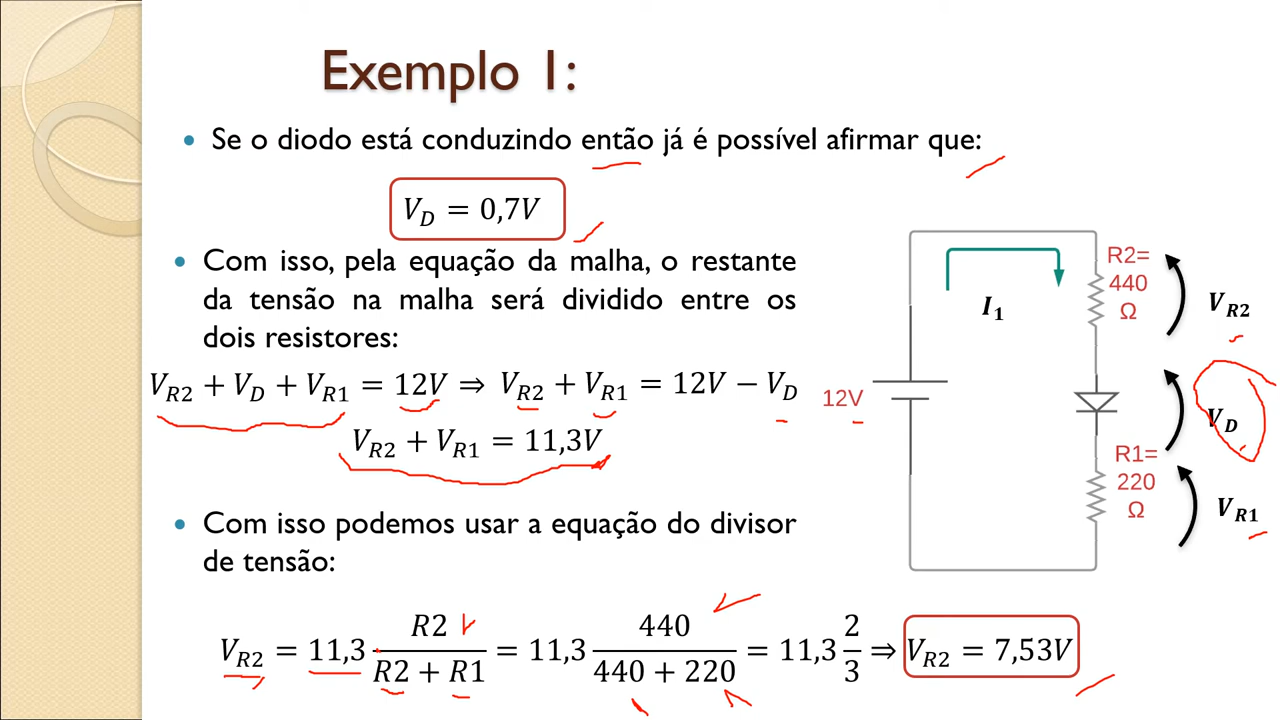 Exemplo 1:
Se o diodo está conduzindo então já é possível afirmar que:
V_D = 0,7V
Com isso, pela equação da malha, o restante
da tensão na malha será dividido entre os
dois resistores:
V_R2 + V_D + V_R1 = 12V ⇒ V_R2 + V_R1 = 12V − V_D
V_R2 + V_R1 = 11,3V
Com isso podemos usar a equação do divisor
de tensão:
V_R2 = 11,3 R2/(R2 + R1) = 11,3 440/(440 + 220) = 11,3 2/3 ⇒ V_R2 = 7,53V
I_1
R2=
440
Ω
V_R2
12V
V_D
R1=
220
Ω
V_R1